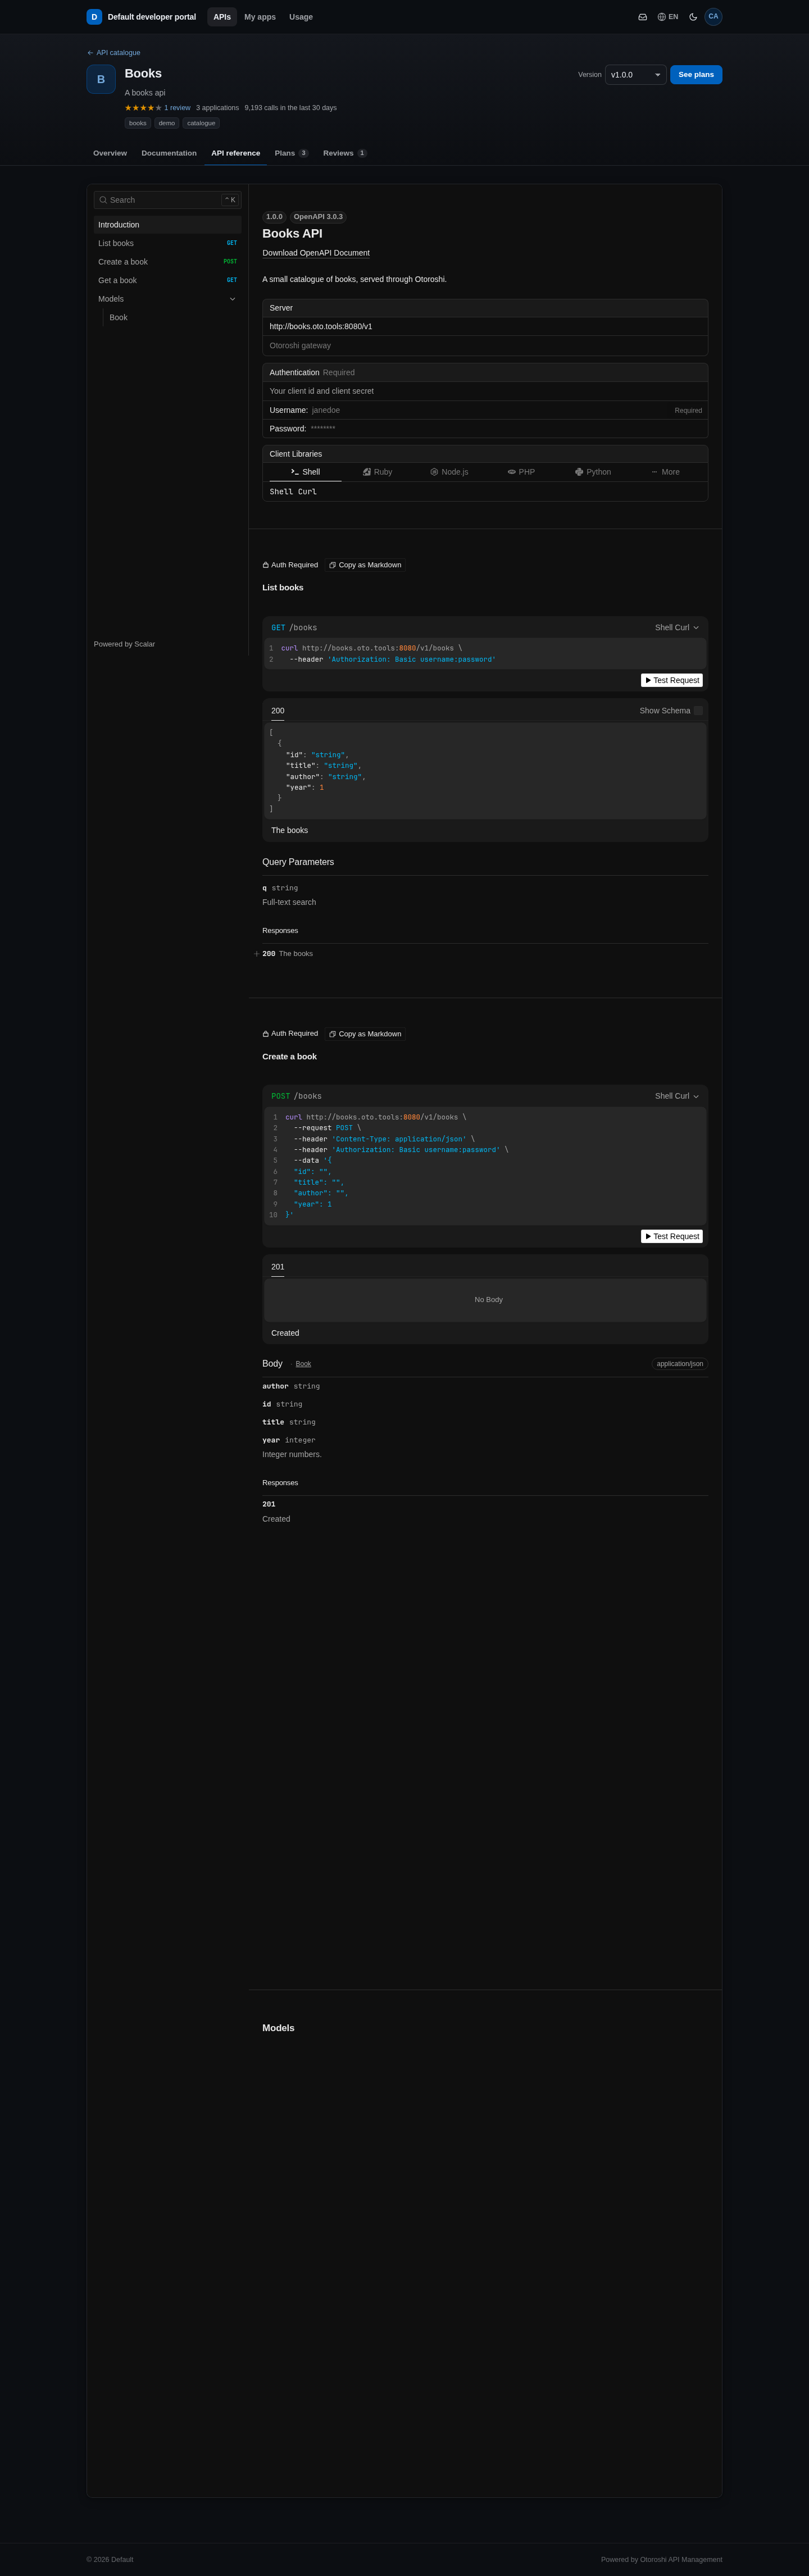 D Default developer portal APIs My apps Usage EN CA
← API catalogue
B Books Version v1.0.0 See plans
A books api
★★★★★ 1 review 3 applications 9,193 calls in the last 30 days
books demo catalogue
Overview Documentation API reference Plans 3 Reviews 1
Search ⌃ K
Introduction
List books GET
Create a book POST
Get a book GET
Models
Book
Powered by Scalar
1.0.0 OpenAPI 3.0.3
Books API
Download OpenAPI Document
A small catalogue of books, served through Otoroshi.
Server
http://books.oto.tools:8080/v1
Otoroshi gateway
Authentication Required
Your client id and client secret
Username: janedoe Required
Password: ********
Client Libraries
Shell Ruby Node.js PHP Python More
Shell Curl
Auth Required Copy as Markdown
List books
GET /books Shell Curl
1 curl http://books.oto.tools:8080/v1/books \
2 --header 'Authorization: Basic username:password'
Test Request
200 Show Schema
[
{
"id": "string",
"title": "string",
"author": "string",
"year": 1
}
]
The books
Query Parameters
q string
Full-text search
Responses
200 The books
Auth Required Copy as Markdown
Create a book
POST /books Shell Curl
1 curl http://books.oto.tools:8080/v1/books \
2 --request POST \
3 --header 'Content-Type: application/json' \
4 --header 'Authorization: Basic username:password' \
5 --data '{
6 "id": "",
7 "title": "",
8 "author": "",
9 "year": 1
10 }'
Test Request
201
No Body
Created
Body · Book application/json
author string
id string
title string
year integer
Integer numbers.
Responses
201
Created
Models
© 2026 Default Powered by Otoroshi API Management